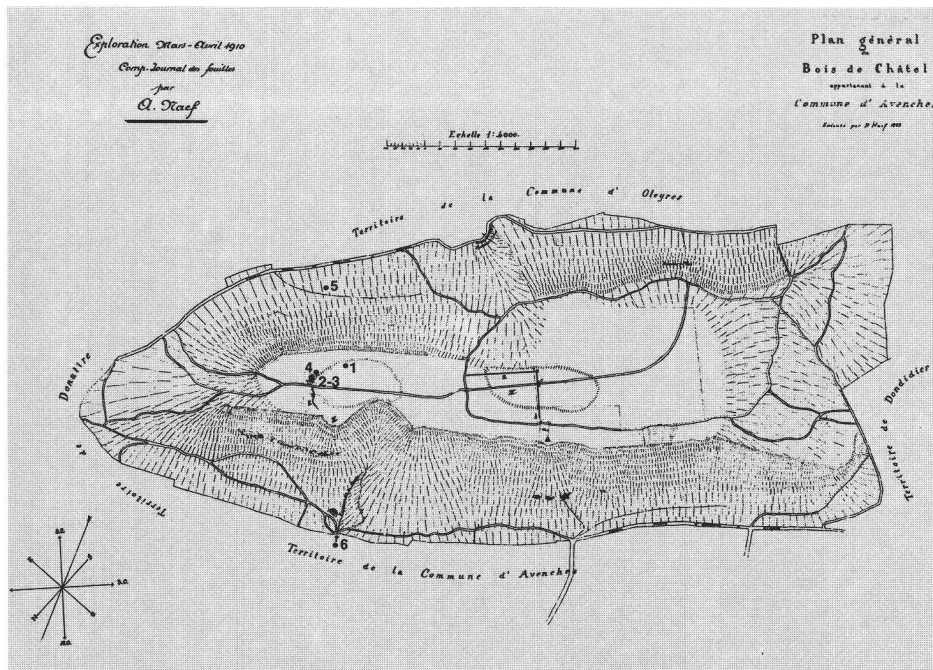 Exploration Mars-Avril 1910
Comp. Journal des fouilles
par
A. Naef
Plan général
Bois de Châtel
appartenant à la
Commune d'Avenches
Echelle 1:4000.
Territoire de la Commune d'Oleyres
5
4
1
2-3
6
Donatire
de
Territoire
Territoire de Dondidier
Territoire de la Commune d'Avenches
S.O.